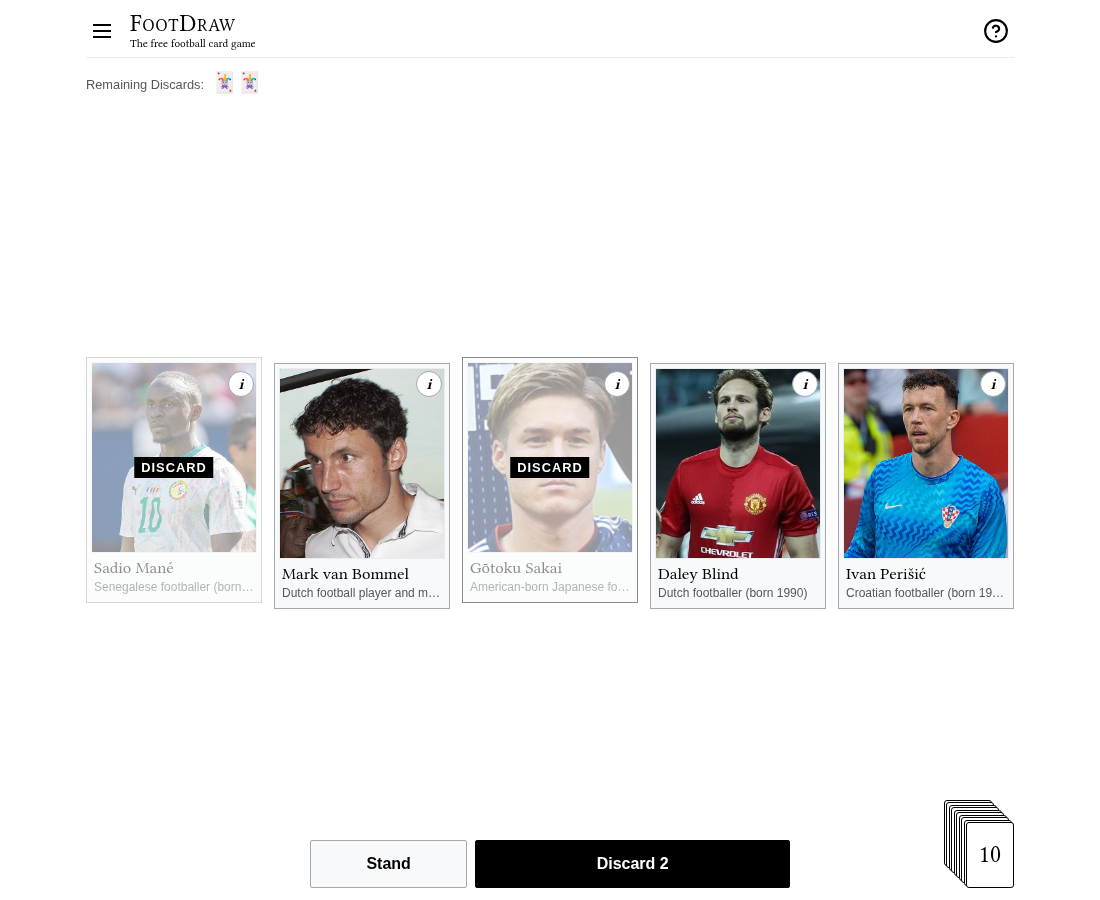 FootDraw
The free football card game
Remaining Discards:
DISCARD
Sadio Mané
Senegalese footballer (born…
Mark van Bommel
Dutch football player and m…
DISCARD
Gōtoku Sakai
American-born Japanese fo…
Daley Blind
Dutch footballer (born 1990)
Ivan Perišić
Croatian footballer (born 19…
i
i
i
i
i
10
CHEVROLET
Stand
Discard 2
10